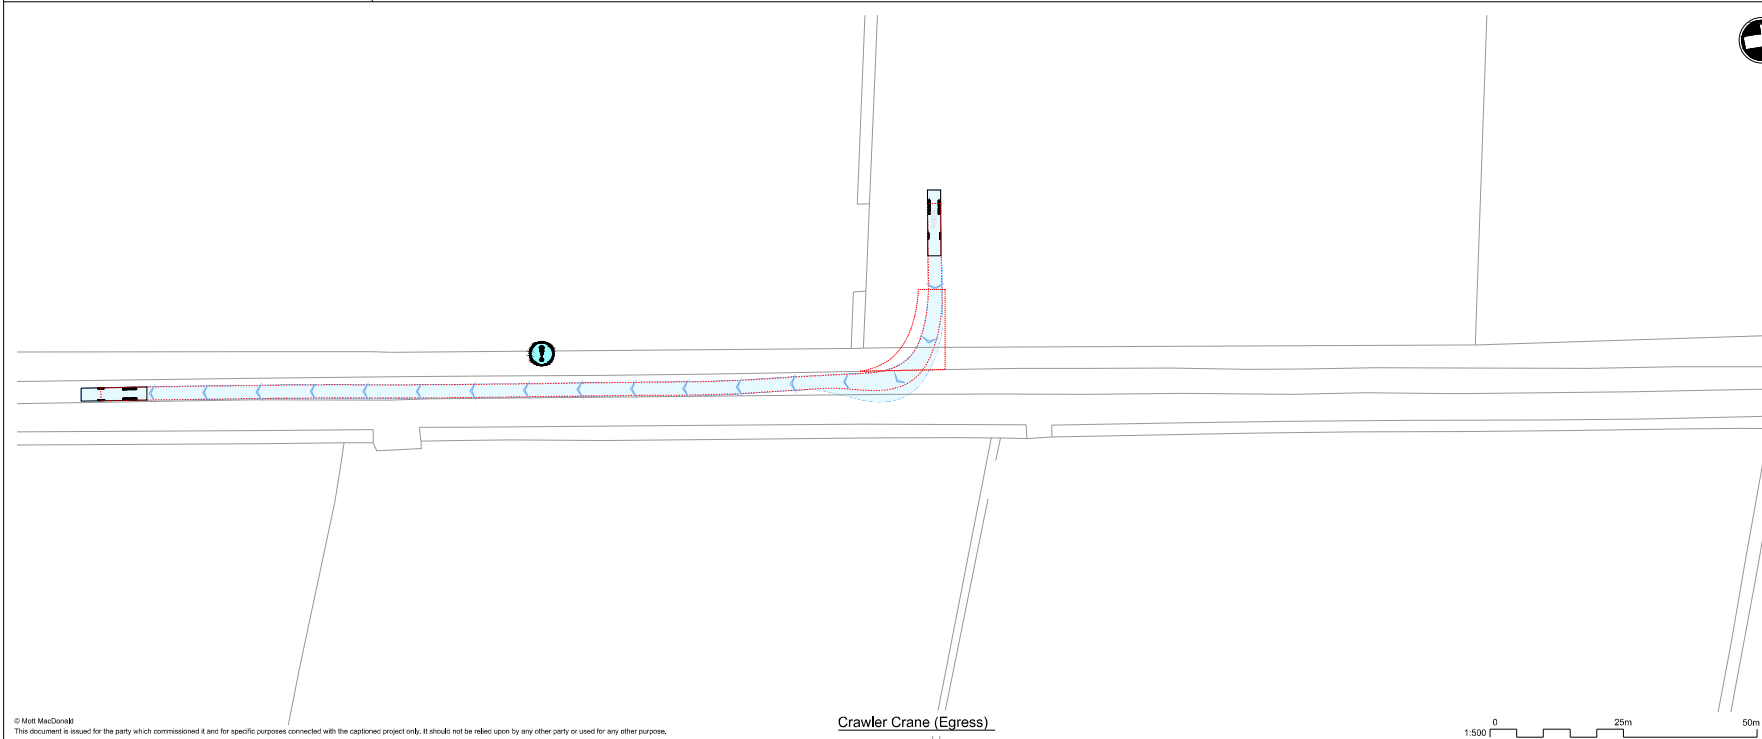 © Mott MacDonald
This document is issued for the party which commissioned it and for specific purposes connected with the captioned project only. It should not be relied upon by any other party or used for any other purpose.
Crawler Crane (Egress)
0 25m 50m
1:500